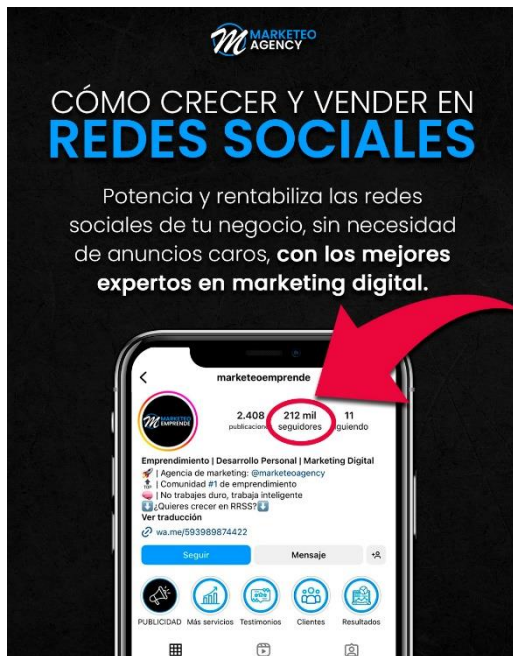 MARKETEO
AGENCY
CÓMO CRECER Y VENDER EN
REDES SOCIALES
Potencia y rentabiliza las redes
sociales de tu negocio, sin necesidad
de anuncios caros, con los mejores
expertos en marketing digital.
marketeoemprende
MARKETEO
EMPRENDE
2.408 212 mil 11
publicacione seguidores guiendo
Emprendimiento | Desarrollo Personal | Marketing Digital
🚀 | Agencia de marketing: @marketeoagency
🔝 | Comunidad #1 de emprendimiento
🧠 | No trabajes duro, trabaja inteligente
⬇️¿Quieres crecer en RRSS?⬇️
Ver traducción
wa.me/593989874422
Seguir Mensaje
PUBLICIDAD Más servicios Testimonios Clientes Resultados